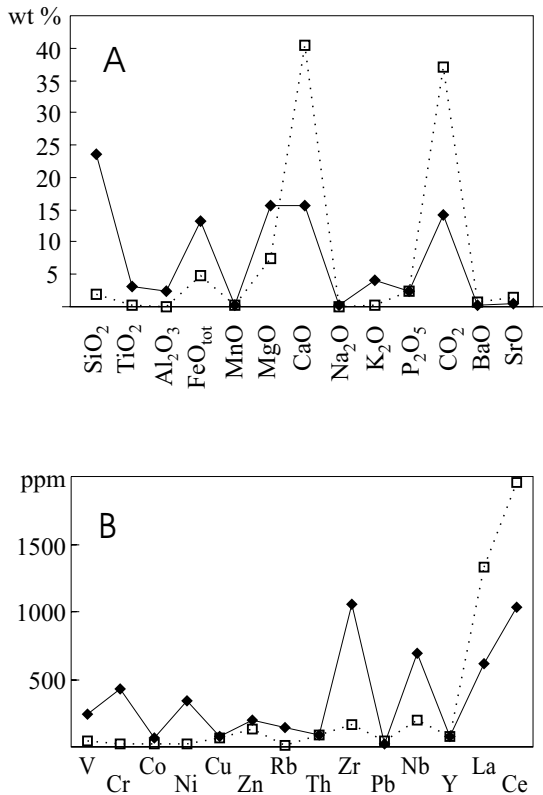 wt %
A
40
35
30
25
20
15
10
5
SiO₂ TiO₂ Al₂O₃ FeOtot MnO MgO CaO Na₂O K₂O P₂O₅ CO₂ BaO SrO
ppm
B
1500
1000
500
V Co Cu Rb Zr Nb La
Cr Ni Zn Th Pb Y Ce